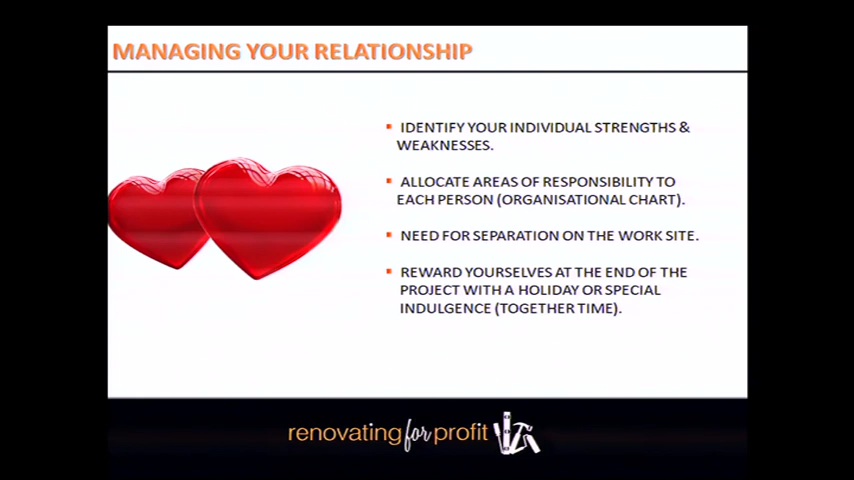 MANAGING YOUR RELATIONSHIP
IDENTIFY YOUR INDIVIDUAL STRENGTHS &
WEAKNESSES.
ALLOCATE AREAS OF RESPONSIBILITY TO
EACH PERSON (ORGANISATIONAL CHART).
NEED FOR SEPARATION ON THE WORK SITE.
REWARD YOURSELVES AT THE END OF THE
PROJECT WITH A HOLIDAY OR SPECIAL
INDULGENCE (TOGETHER TIME).
renovating for profit